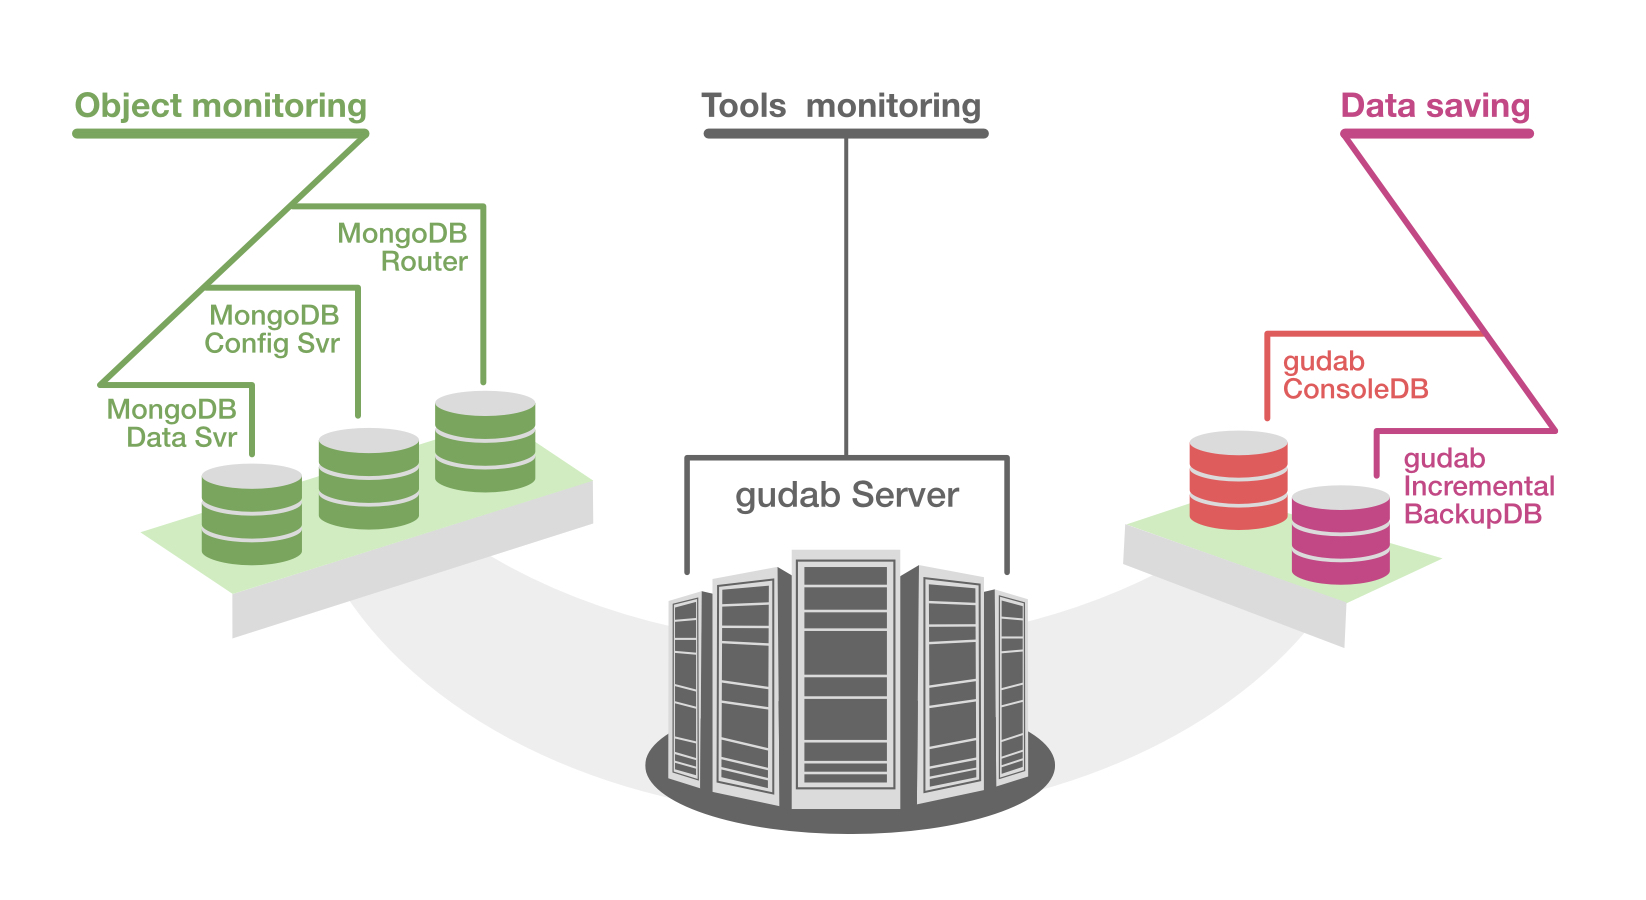 Object monitoring
MongoDB
Router
MongoDB
Config Svr
MongoDB
Data Svr
Tools monitoring
gudab Server
Data saving
gudab
ConsoleDB
gudab
Incremental
BackupDB